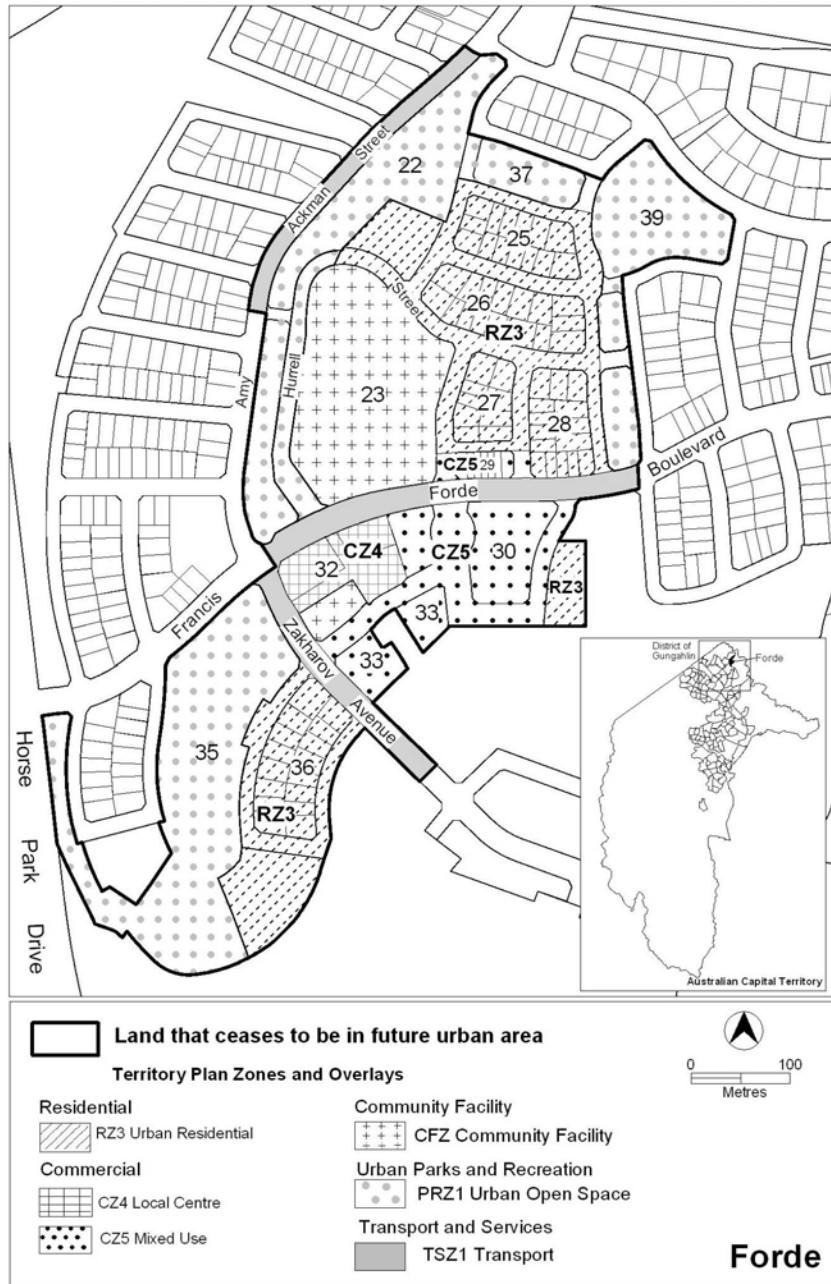 Ackman Street
22
37
39
25
Street
26
RZ3
Amy
Hurrell
23
27
28
CZ5 29
Boulevard
Forde
CZ4
32
CZ5
30
RZ3
33
33
Francis
Zakharov
Avenue
District of
Gungahlin
Forde
Australian Capital Territory
35
36
RZ3
Horse Park Drive
Land that ceases to be in future urban area
Territory Plan Zones and Overlays
0 100
Metres
Residential
RZ3 Urban Residential
Commercial
CZ4 Local Centre
CZ5 Mixed Use
Community Facility
CFZ Community Facility
Urban Parks and Recreation
PRZ1 Urban Open Space
Transport and Services
TSZ1 Transport
Forde